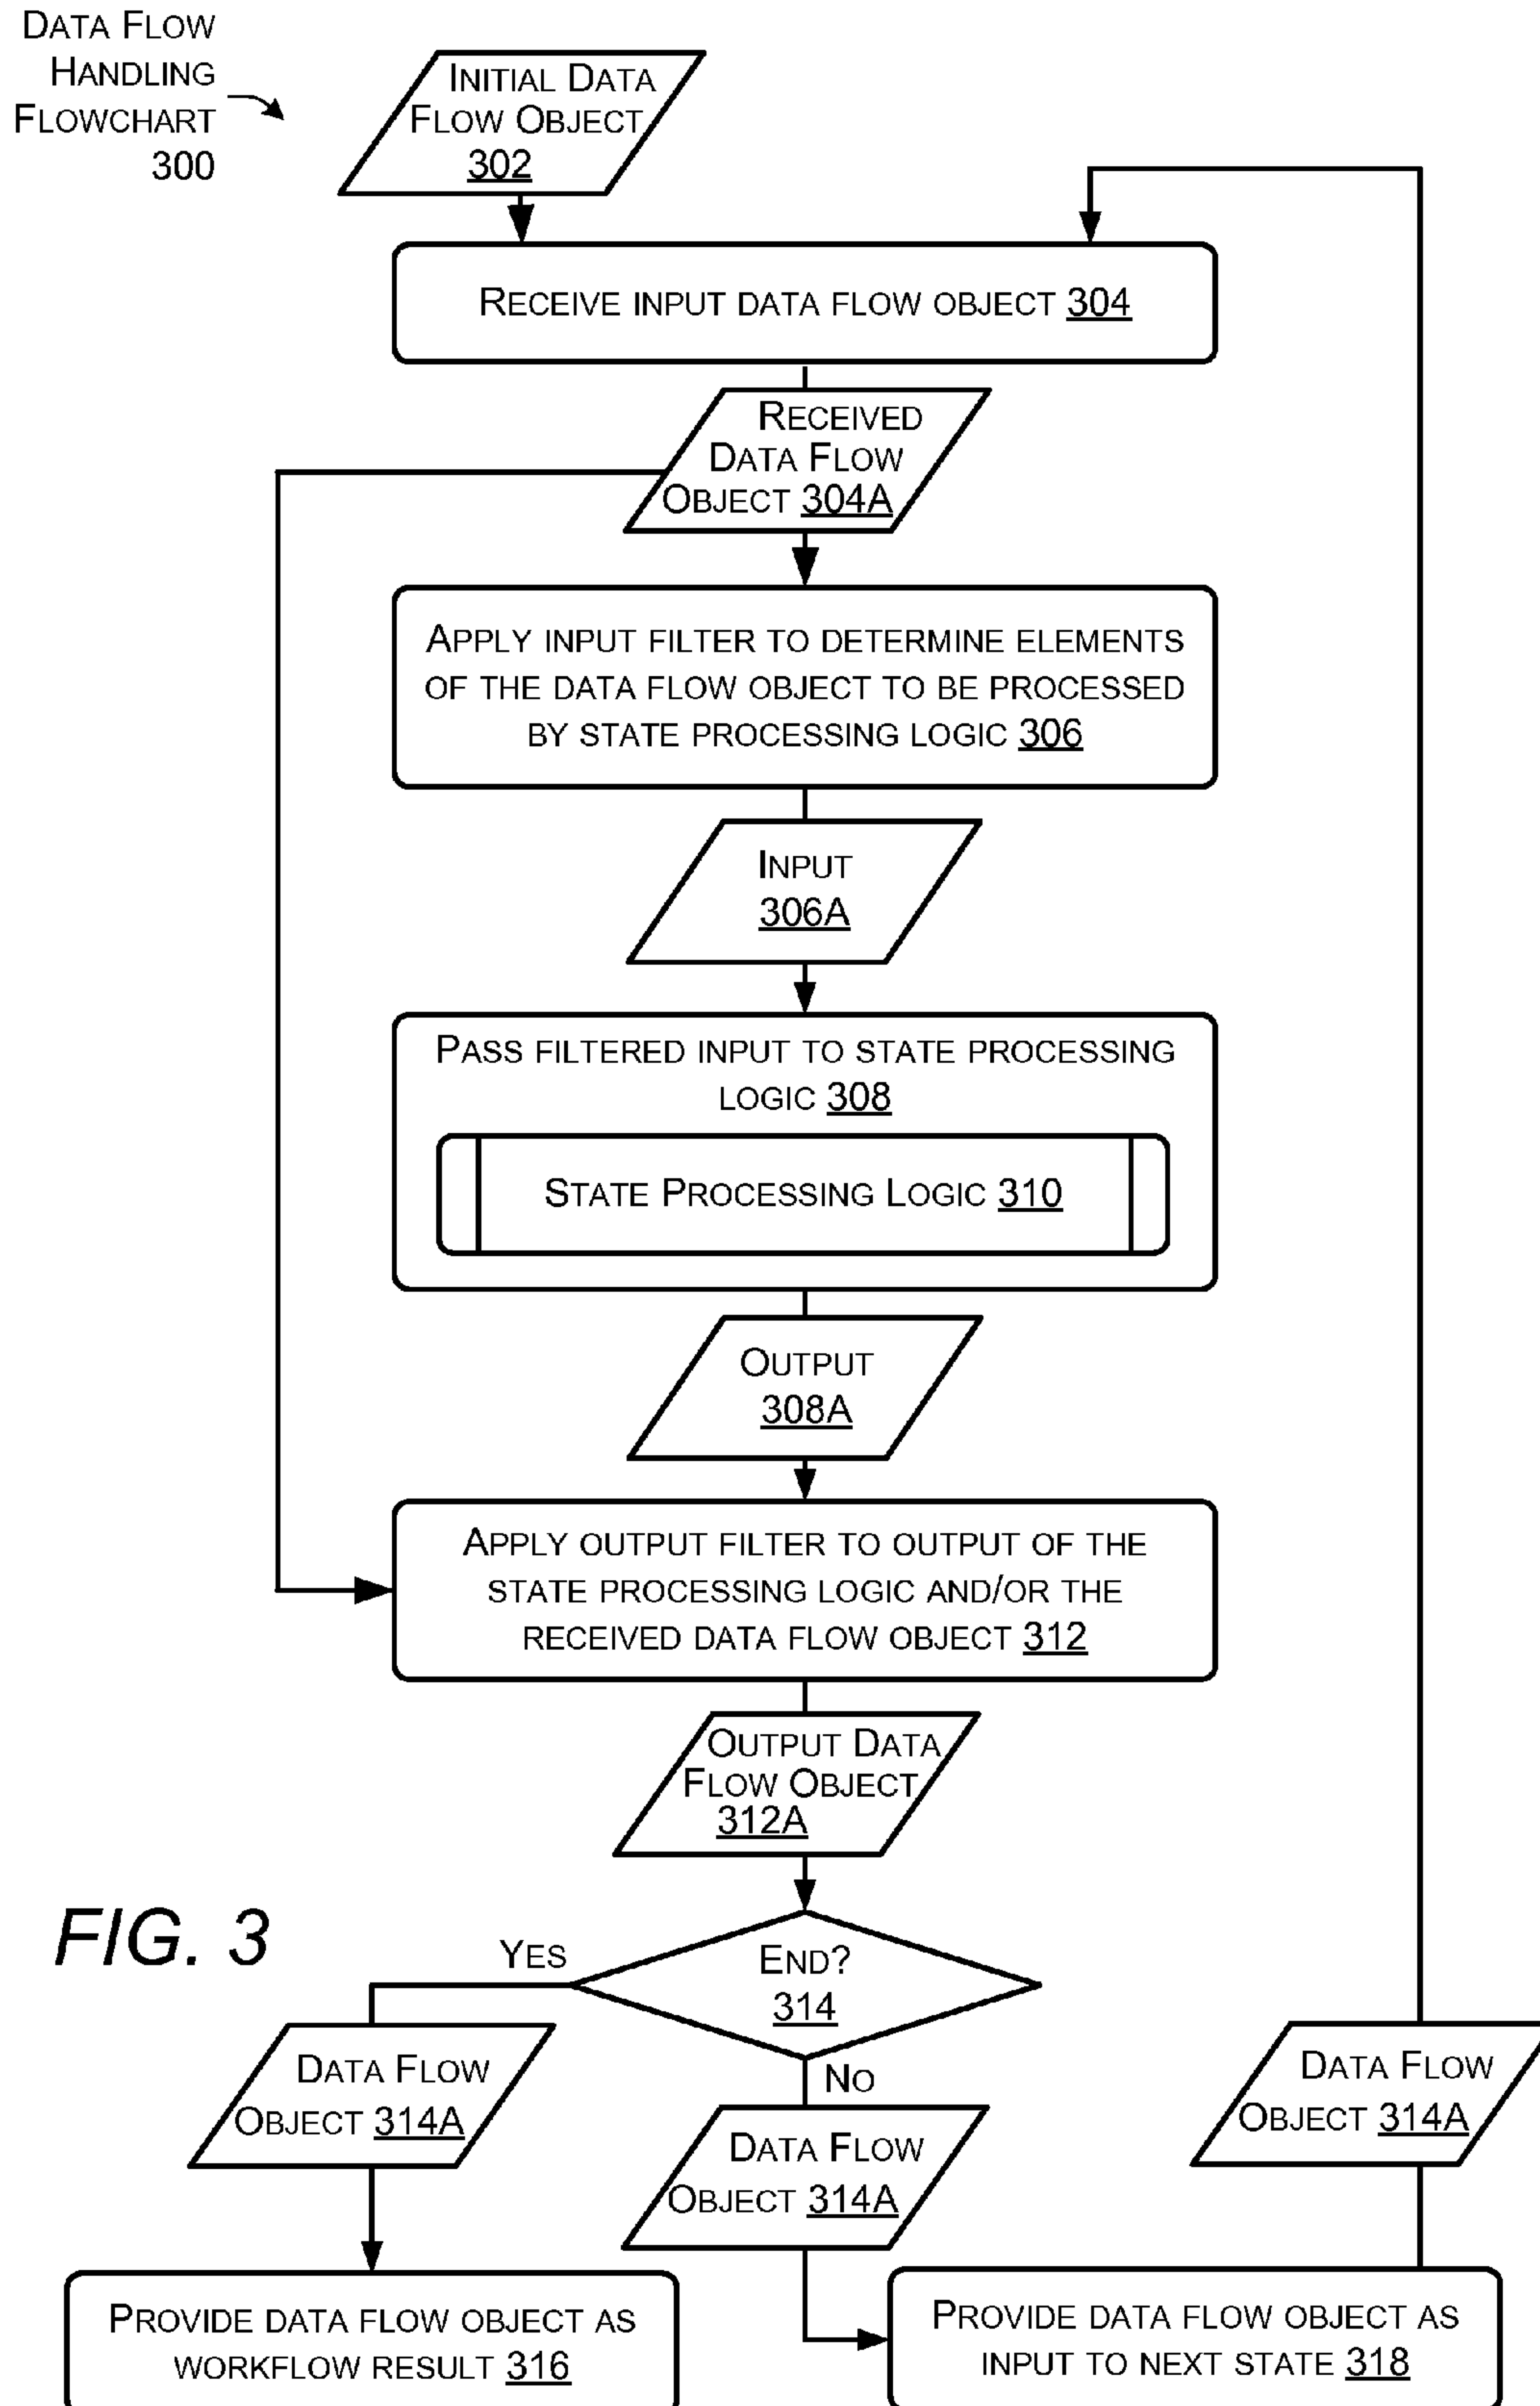 DATA FLOW
HANDLING
FLOWCHART
300
INITIAL DATA
FLOW OBJECT
302
RECEIVE INPUT DATA FLOW OBJECT 304
RECEIVED
DATA FLOW
OBJECT 304A
APPLY INPUT FILTER TO DETERMINE ELEMENTS
OF THE DATA FLOW OBJECT TO BE PROCESSED
BY STATE PROCESSING LOGIC 306
INPUT
306A
PASS FILTERED INPUT TO STATE PROCESSING
LOGIC 308
STATE PROCESSING LOGIC 310
OUTPUT
308A
APPLY OUTPUT FILTER TO OUTPUT OF THE
STATE PROCESSING LOGIC AND/OR THE
RECEIVED DATA FLOW OBJECT 312
OUTPUT DATA
FLOW OBJECT
312A
FIG. 3
YES
END?
314
NO
DATA FLOW
OBJECT 314A
DATA FLOW
OBJECT 314A
DATA FLOW
OBJECT 314A
PROVIDE DATA FLOW OBJECT AS
WORKFLOW RESULT 316
PROVIDE DATA FLOW OBJECT AS
INPUT TO NEXT STATE 318